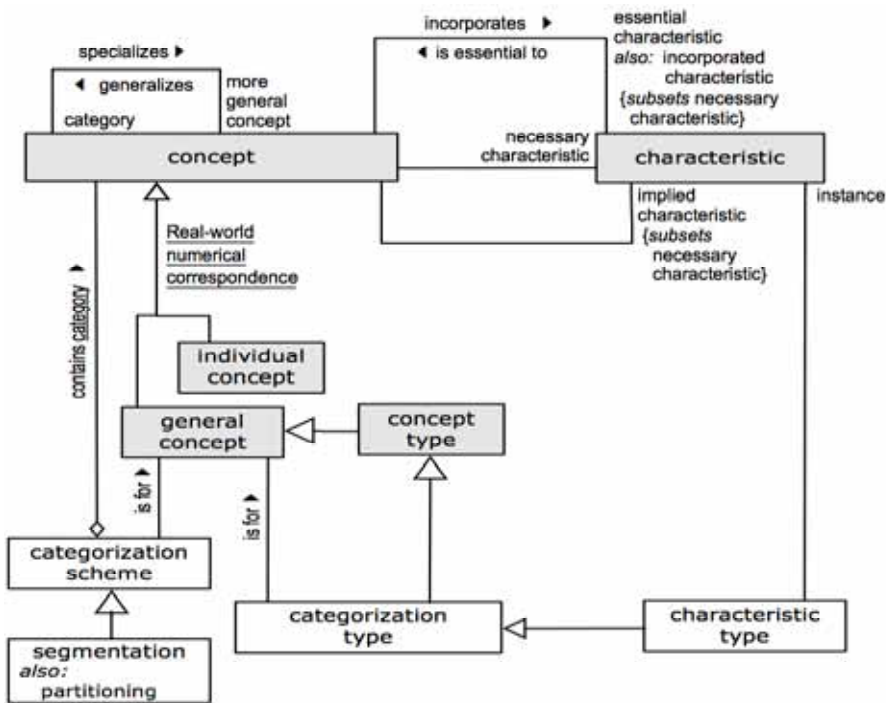 incorporates ►
◄ is essential to
essential
characteristic
also: incorporated
characteristic
{subsets necessary
characteristic}
specializes ►
◄ generalizes
more
general
concept
category
necessary
characteristic
concept
characteristic
implied
characteristic
{subsets
necessary
characteristic}
instance
Real-world
numerical
correspondence
contains category ►
individual
concept
general
concept
concept
type
is for ►
is for ►
categorization
scheme
categorization
type
characteristic
type
segmentation
also:
partitioning